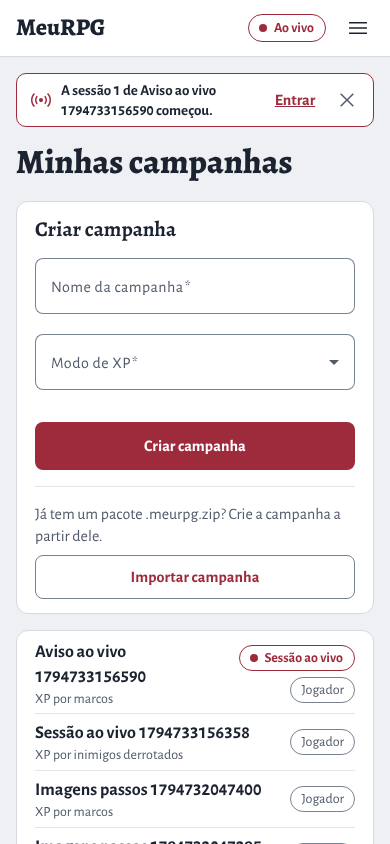 MeuRPG
Ao vivo
A sessão 1 de Aviso ao vivo
1794733156590 começou.
Entrar
Minhas campanhas
Criar campanha
Nome da campanha*
Modo de XP*
Criar campanha
Já tem um pacote .meurpg.zip? Crie a campanha a
partir dele.
Importar campanha
Aviso ao vivo
1794733156590
Sessão ao vivo
XP por marcos
Jogador
Sessão ao vivo 1794733156358
XP por inimigos derrotados
Jogador
Imagens passos 1794732047400
XP por marcos
Jogador